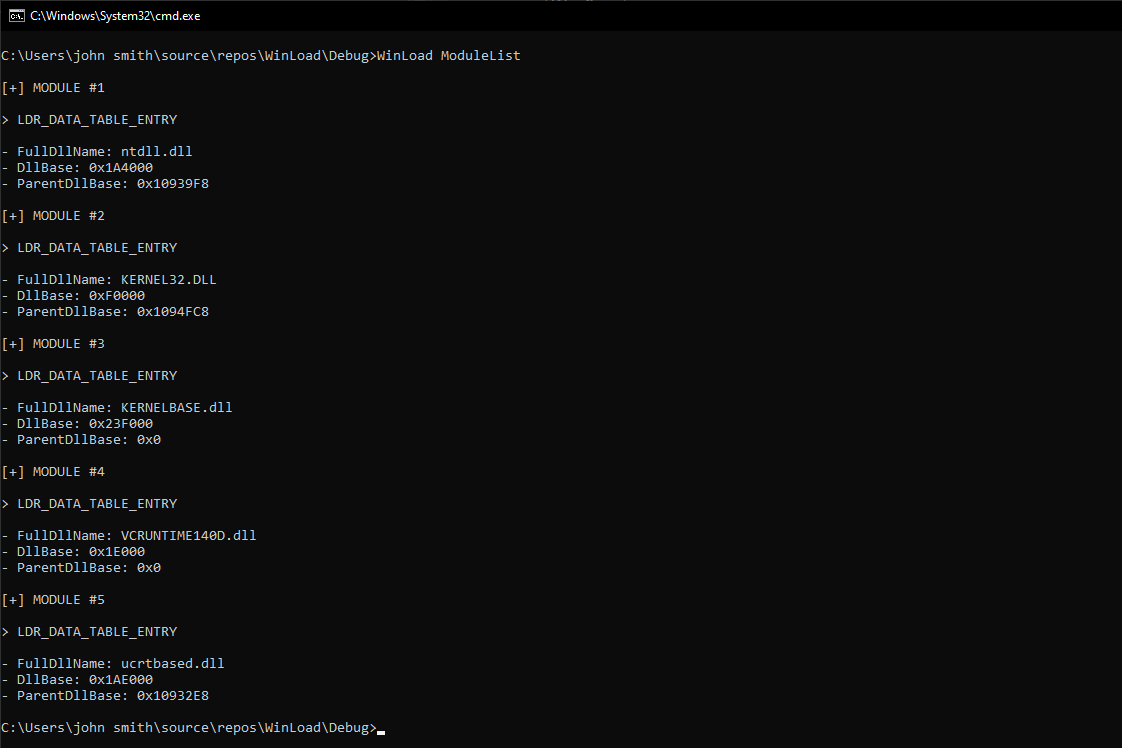 C:\Windows\System32\cmd.exe
C:\Users\john smith\source\repos\WinLoad\Debug>WinLoad ModuleList
[+] MODULE #1
> LDR_DATA_TABLE_ENTRY
- FullDllName: ntdll.dll
- DllBase: 0x1A4000
- ParentDllBase: 0x10939F8
[+] MODULE #2
> LDR_DATA_TABLE_ENTRY
- FullDllName: KERNEL32.DLL
- DllBase: 0xF0000
- ParentDllBase: 0x1094FC8
[+] MODULE #3
> LDR_DATA_TABLE_ENTRY
- FullDllName: KERNELBASE.dll
- DllBase: 0x23F000
- ParentDllBase: 0x0
[+] MODULE #4
> LDR_DATA_TABLE_ENTRY
- FullDllName: VCRUNTIME140D.dll
- DllBase: 0x1E000
- ParentDllBase: 0x0
[+] MODULE #5
> LDR_DATA_TABLE_ENTRY
- FullDllName: ucrtbased.dll
- DllBase: 0x1AE000
- ParentDllBase: 0x10932E8
C:\Users\john smith\source\repos\WinLoad\Debug>